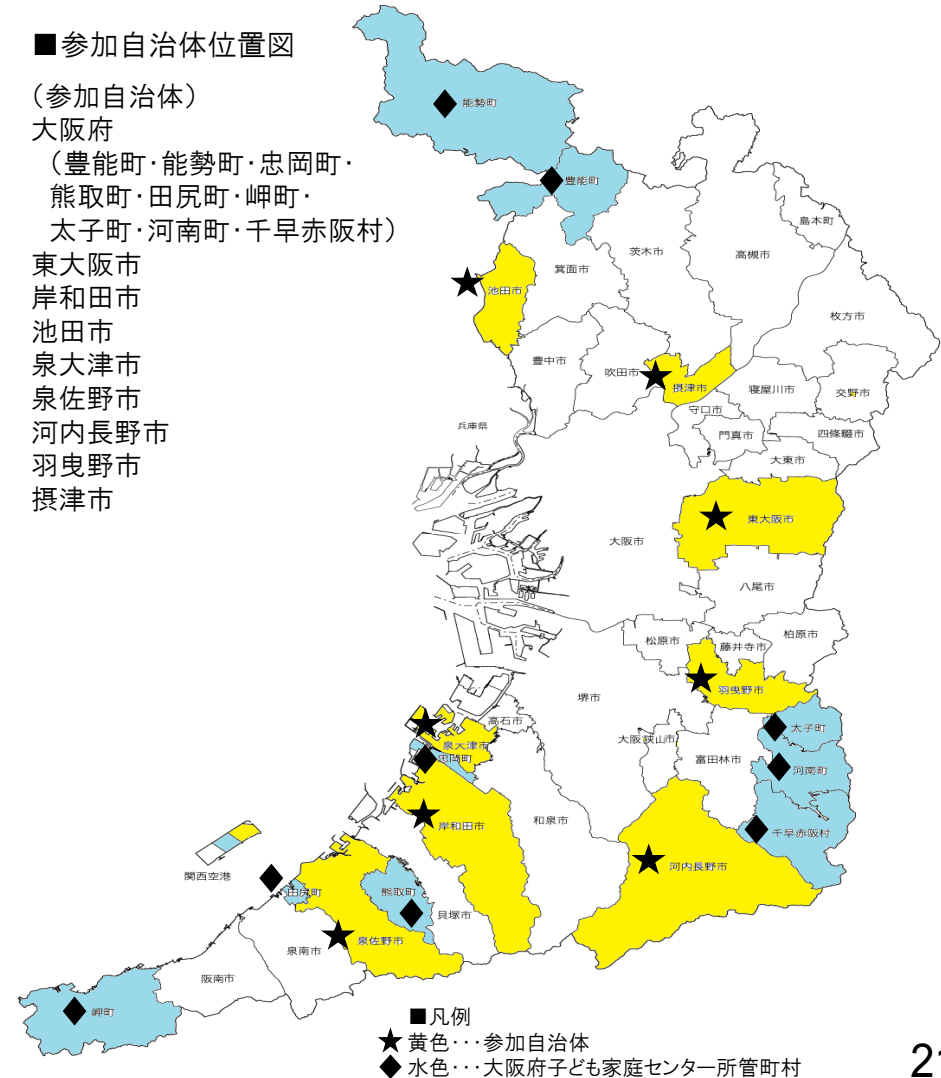 ■参加自治体位置図
(参加自治体)
大阪府
(豊能町・能勢町・忠岡町・
熊取町・田尻町・岬町・
太子町・河南町・千早赤阪村)
東大阪市
岸和田市
池田市
泉大津市
泉佐野市
河内長野市
羽曳野市
摂津市
能勢町
豊能町
島本町
茨木市
高槻市
箕面市
池田市
枚方市
豊中市
吹田市
摂津市
寝屋川市
交野市
守口市
兵庫県
門真市
四條畷市
大東市
大阪市
東大阪市
八尾市
松原市
藤井寺市
柏原市
羽曳野市
堺市
高石市
太子町
泉大津市
大阪狭山市
富田林市
忠岡町
河南町
岸和田市
和泉市
千早赤阪村
河内長野市
関西空港
田尻町
熊取町
貝塚市
泉佐野市
泉南市
阪南市
岬町
■凡例
★ 黄色・・・参加自治体
◆ 水色・・・大阪府子ども家庭センター所管町村